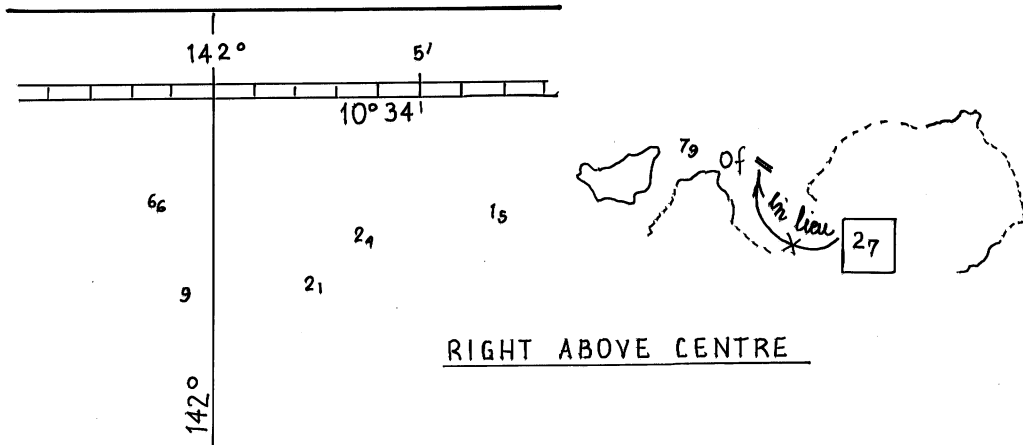 142° 5'
10° 34'
7₉ Of
6₆ 1₅ in lieu
2₄ 2₇
9 2₁
RIGHT ABOVE CENTRE
142°